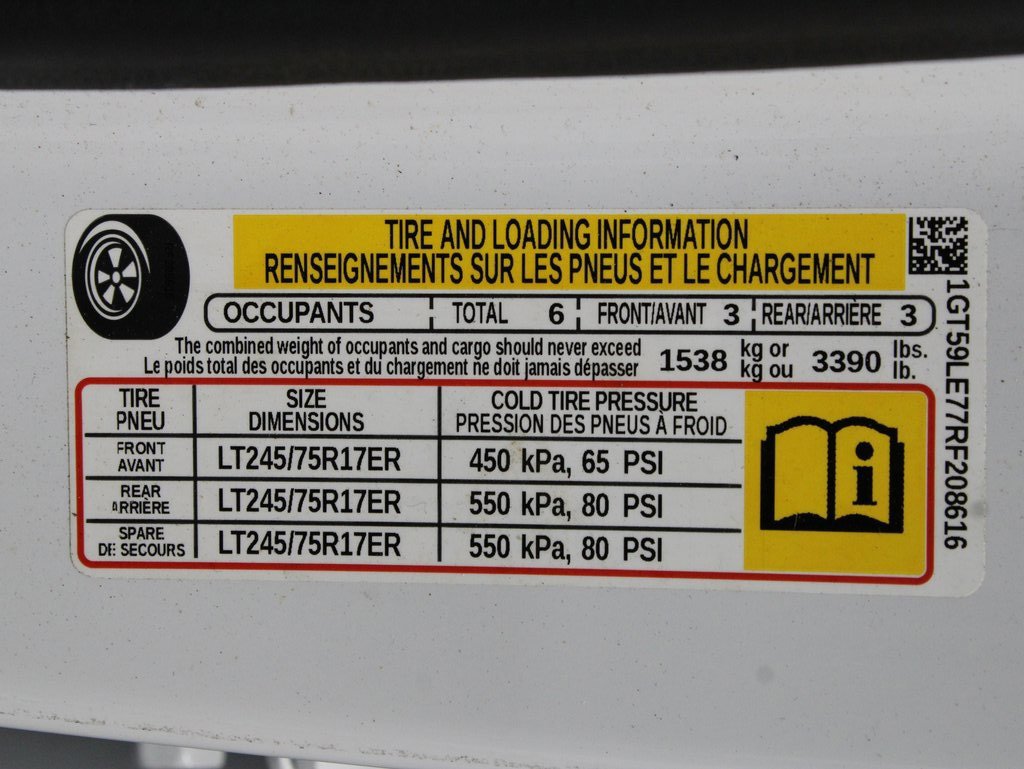 TIRE AND LOADING INFORMATION
RENSEIGNEMENTS SUR LES PNEUS ET LE CHARGEMENT
OCCUPANTS TOTAL 6 FRONT/AVANT 3 REAR/ARRIÈRE 3
The combined weight of occupants and cargo should never exceed
Le poids total des occupants et du chargement ne doit jamais dépasser
1538 kg or 3390 lbs.
kg ou lb.
TIRE SIZE COLD TIRE PRESSURE
PNEU DIMENSIONS PRESSION DES PNEUS À FROID
FRONT
AVANT LT245/75R17ER 450 kPa, 65 PSI
REAR
ARRIÈRE LT245/75R17ER 550 kPa, 80 PSI
SPARE
DE SECOURS LT245/75R17ER 550 kPa, 80 PSI
i
1GT59LE77RF208616